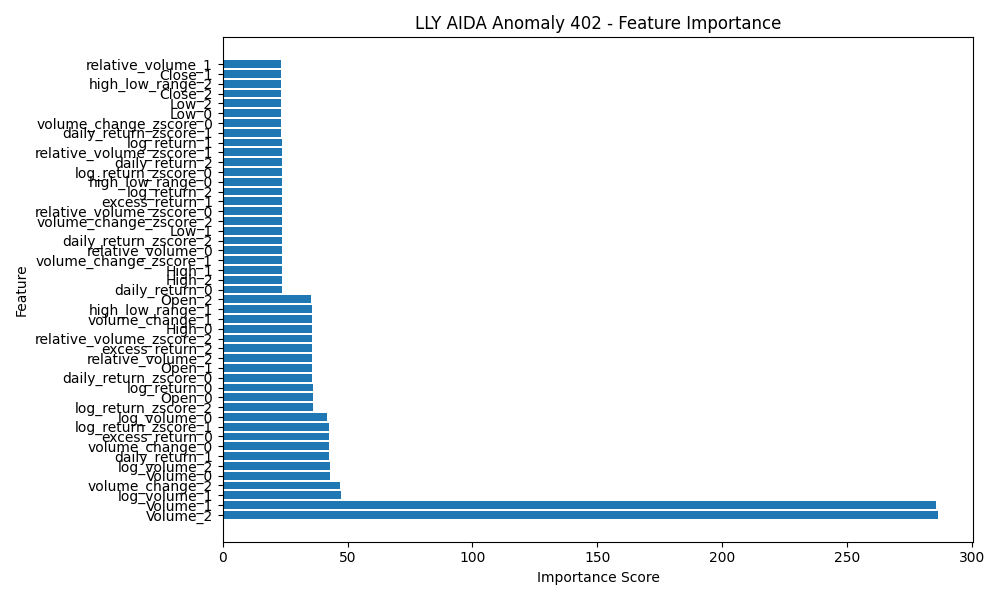 LLY AIDA Anomaly 402 - Feature Importance
relative_volume_1
Close_1
high_low_range_2
Close_2
Low_2
Low_0
volume_change_zscore_0
daily_return_zscore_1
log_return_1
relative_volume_zscore_1
daily_return_2
log_return_zscore_0
high_low_range_0
log_return_2
excess_return_1
relative_volume_zscore_0
volume_change_zscore_2
Low_1
daily_return_zscore_2
relative_volume_0
volume_change_zscore_1
High_1
High_2
daily_return_0
Open_2
high_low_range_1
volume_change_1
High_0
relative_volume_zscore_2
excess_return_2
relative_volume_2
Open_1
daily_return_zscore_0
log_return_0
Open_0
log_return_zscore_2
log_volume_0
log_return_zscore_1
excess_return_0
volume_change_0
daily_return_1
log_volume_2
Volume_0
volume_change_2
log_volume_1
Volume_1
Volume_2
Feature
0 50 100 150 200 250 300
Importance Score